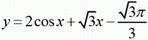 y = 2cos x + √3x − √3π/3